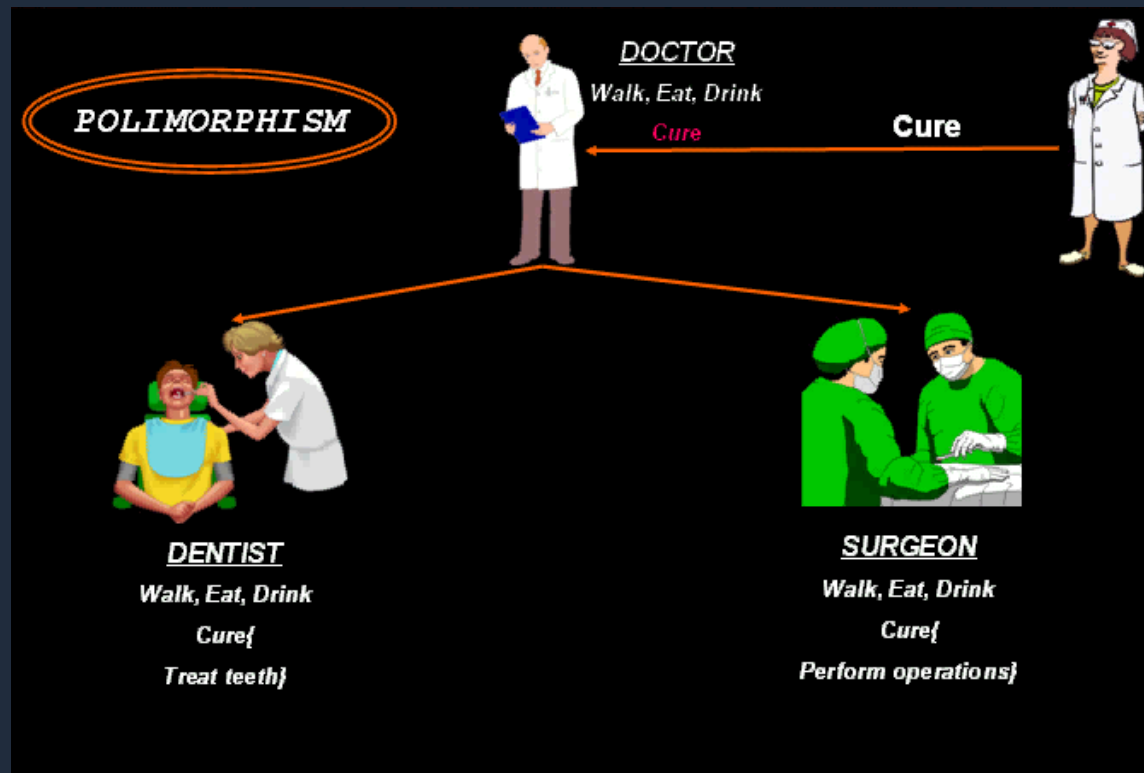 POLIMORPHISM
DOCTOR
Walk, Eat, Drink
Cure
Cure
DENTIST
Walk, Eat, Drink
Cure{
Treat teeth}
SURGEON
Walk, Eat, Drink
Cure{
Perform operations}